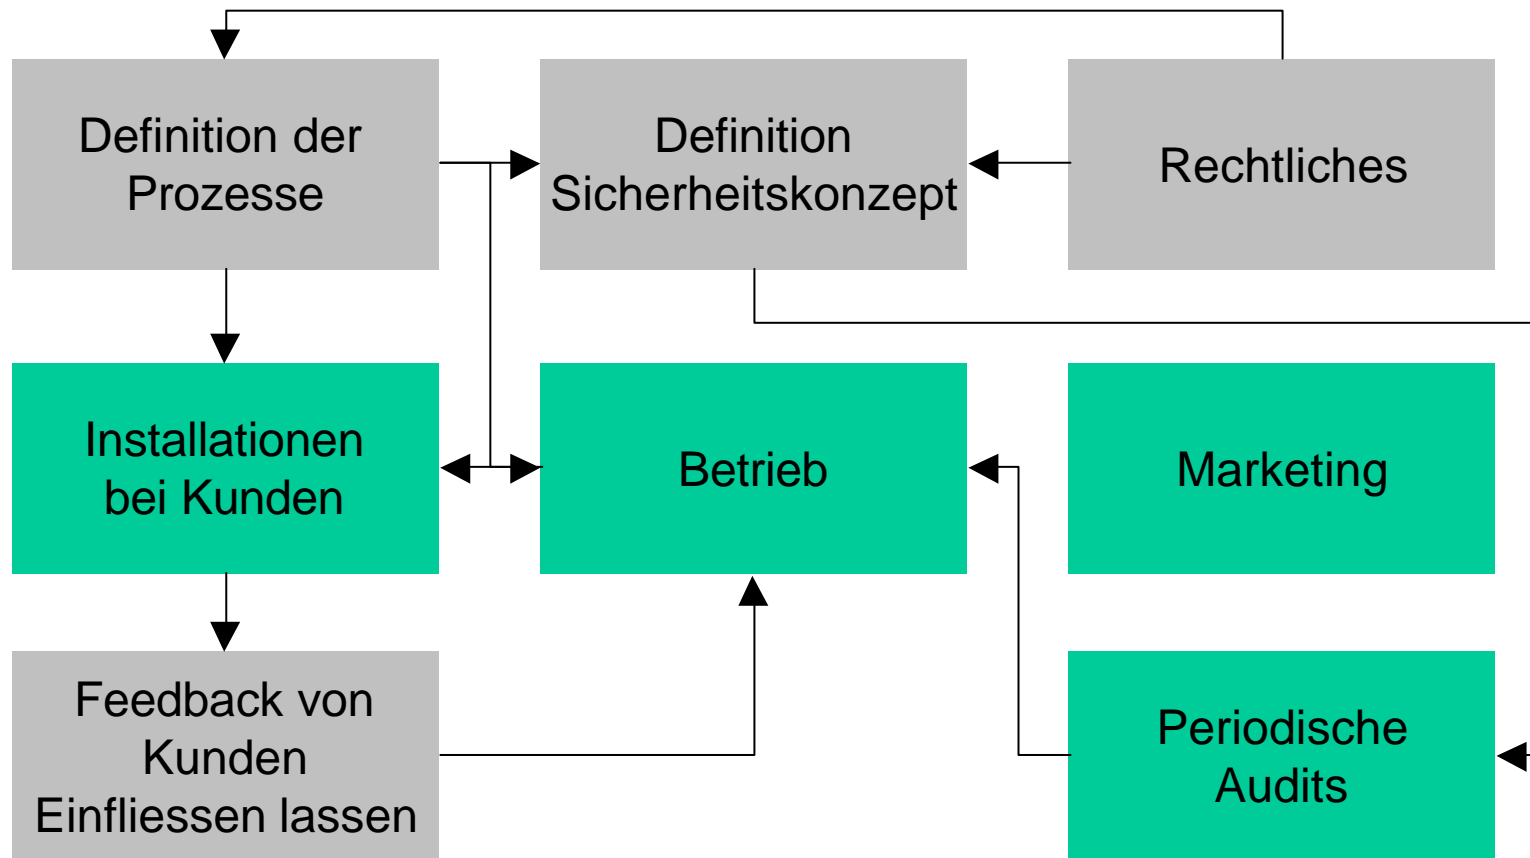 Definition der
Prozesse
Definition
Sicherheitskonzept
Rechtliches
Installationen
bei Kunden
Betrieb
Marketing
Feedback von
Kunden
Einfliessen lassen
Periodische
Audits